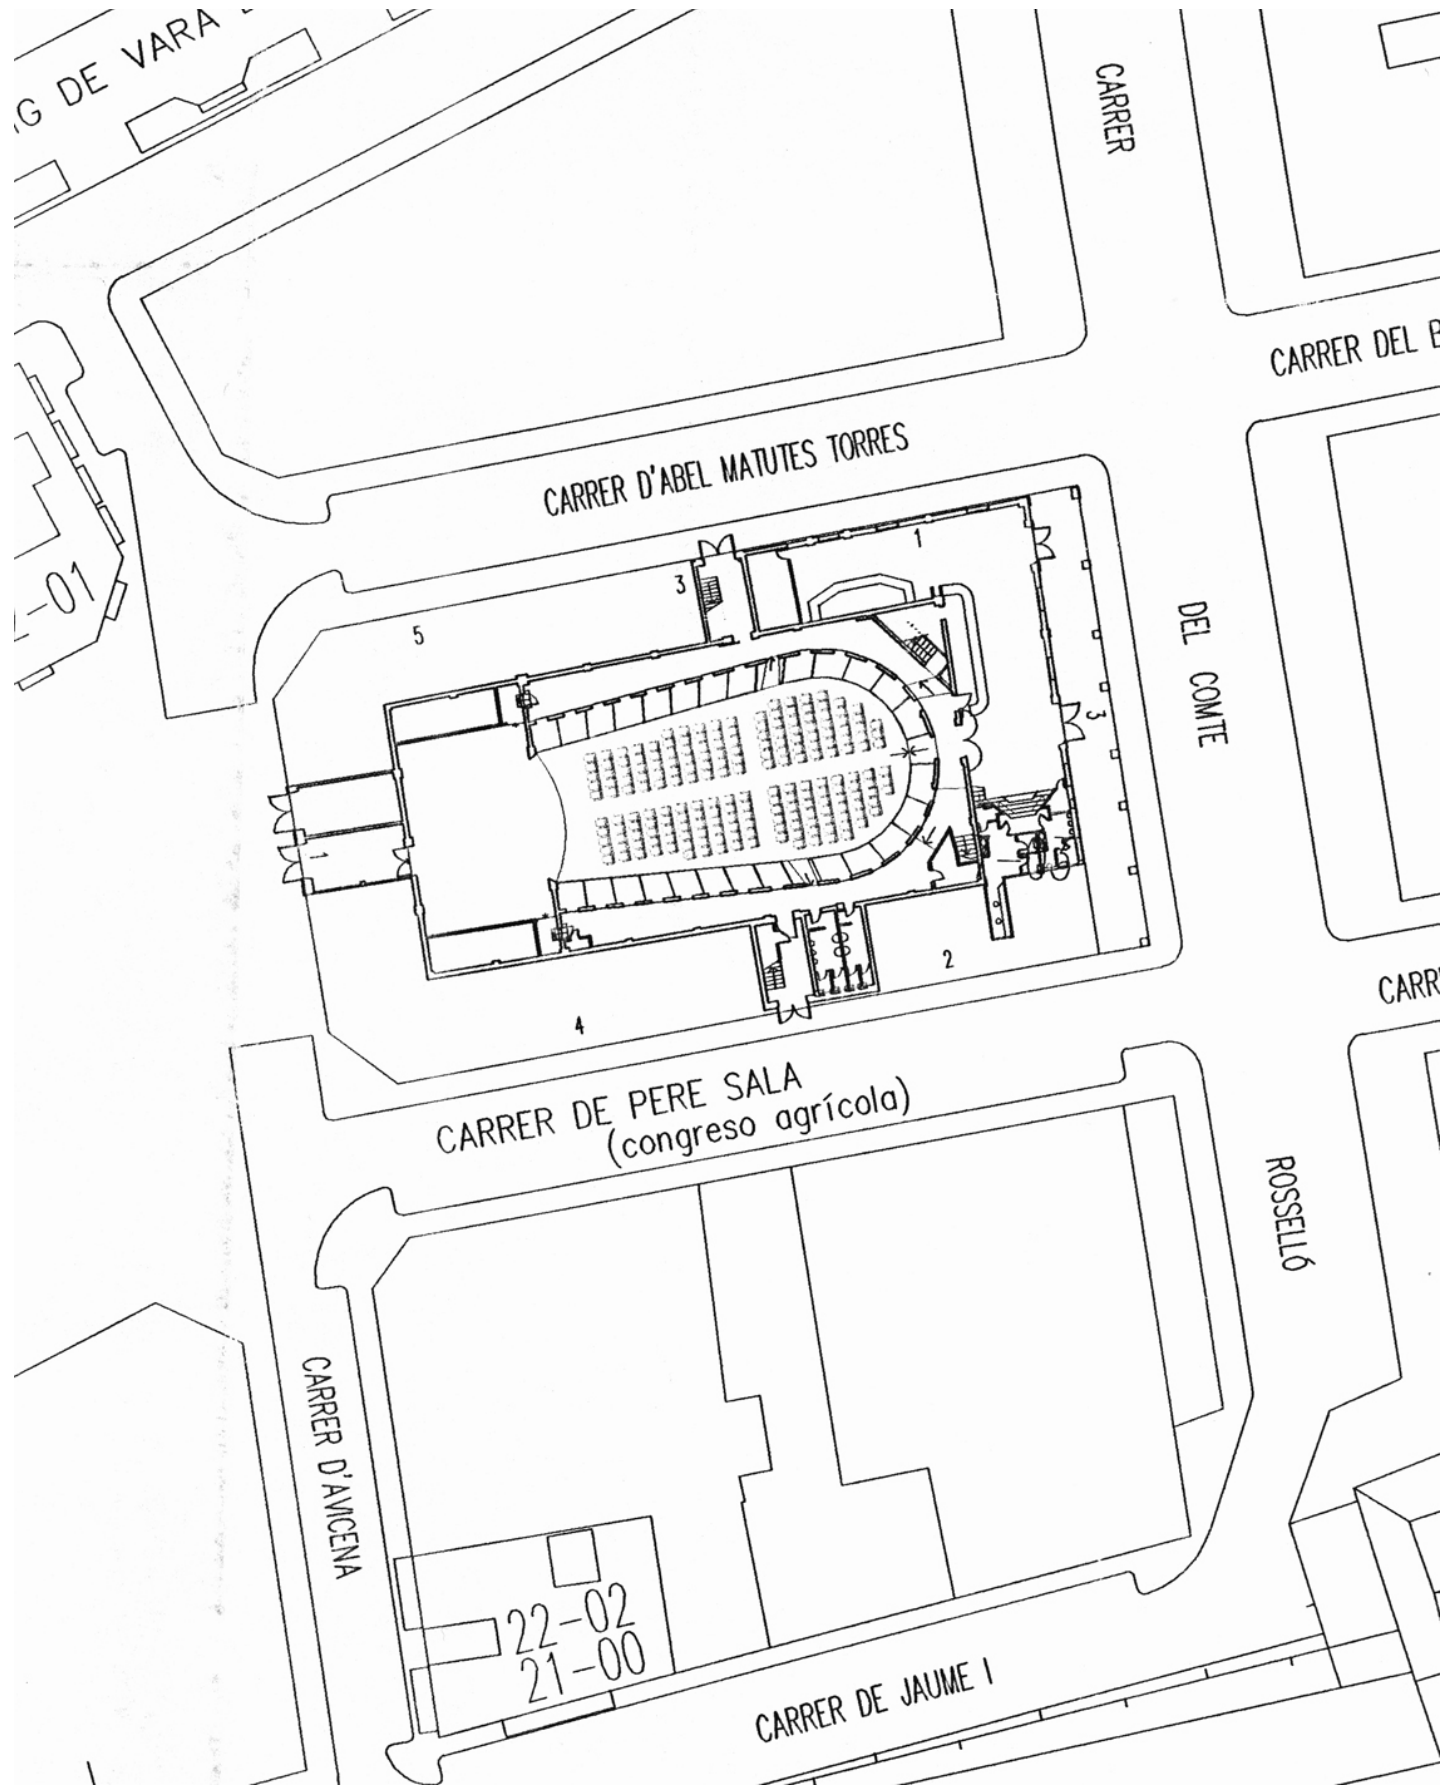 DE VARA
CARRER
CARRER DEL
CARRER D'ABEL MATUTES TORRES
1
3
5
-01
DEL COMTE
3
1
2
4
CARRER DE PERE SALA
(congreso agrícola)
ROSSELLÓ
CARRER D'AVICENA
22-02
21-00
CARRER DE JAUME I